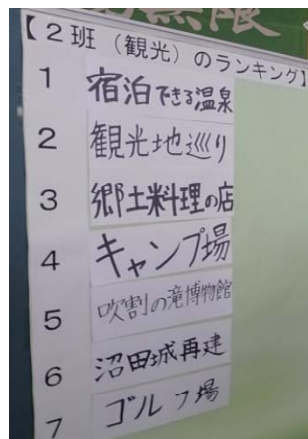 無限
【2班（観光）のランキング】
1 宿泊できる温泉
2 観光地巡り
3 郷土料理の店
4 キャンプ場
5 吹割の滝博物館
6 沼田城再建
7 ゴルフ場